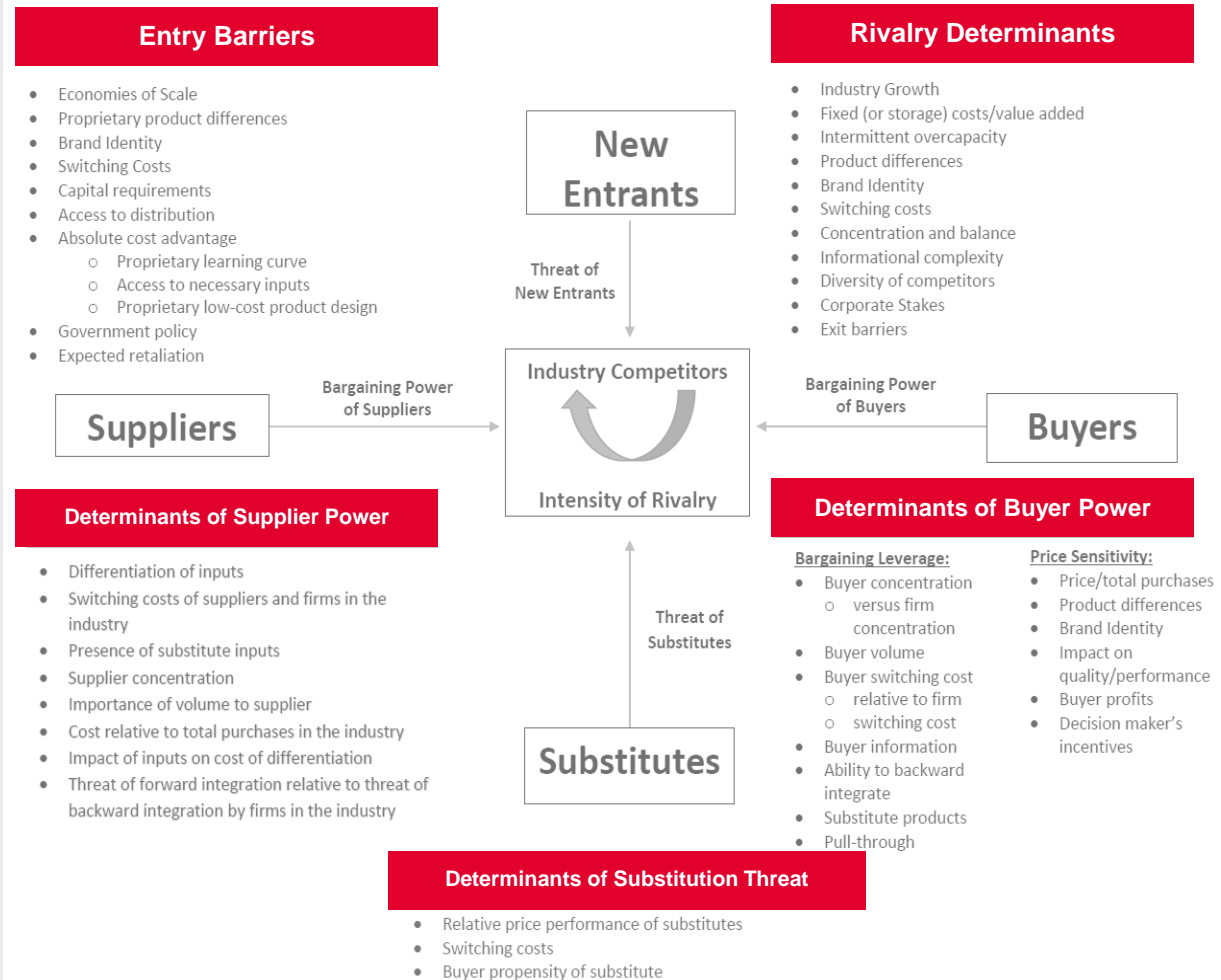 Entry Barriers
• Economies of Scale
• Proprietary product differences
• Brand Identity
• Switching Costs
• Capital requirements
• Access to distribution
• Absolute cost advantage
○ Proprietary learning curve
○ Access to necessary inputs
○ Proprietary low-cost product design
• Government policy
• Expected retaliation
Rivalry Determinants
• Industry Growth
• Fixed (or storage) costs/value added
• Intermittent overcapacity
• Product differences
• Brand Identity
• Switching costs
• Concentration and balance
• Informational complexity
• Diversity of competitors
• Corporate Stakes
• Exit barriers
New
Entrants
Threat of
New Entrants
Suppliers
Bargaining Power
of Suppliers
Industry Competitors
Intensity of Rivalry
Bargaining Power
of Buyers
Buyers
Determinants of Supplier Power
• Differentiation of inputs
• Switching costs of suppliers and firms in the
industry
• Presence of substitute inputs
• Supplier concentration
• Importance of volume to supplier
• Cost relative to total purchases in the industry
• Impact of inputs on cost of differentiation
• Threat of forward integration relative to threat of
backward integration by firms in the industry
Threat of
Substitutes
Substitutes
Determinants of Buyer Power
Bargaining Leverage:
• Buyer concentration
○ versus firm
concentration
• Buyer volume
• Buyer switching cost
○ relative to firm
○ switching cost
• Buyer information
• Ability to backward
integrate
• Substitute products
• Pull-through
Price Sensitivity:
• Price/total purchases
• Product differences
• Brand Identity
• Impact on
quality/performance
• Buyer profits
• Decision maker's
incentives
Determinants of Substitution Threat
• Relative price performance of substitutes
• Switching costs
• Buyer propensity of substitute